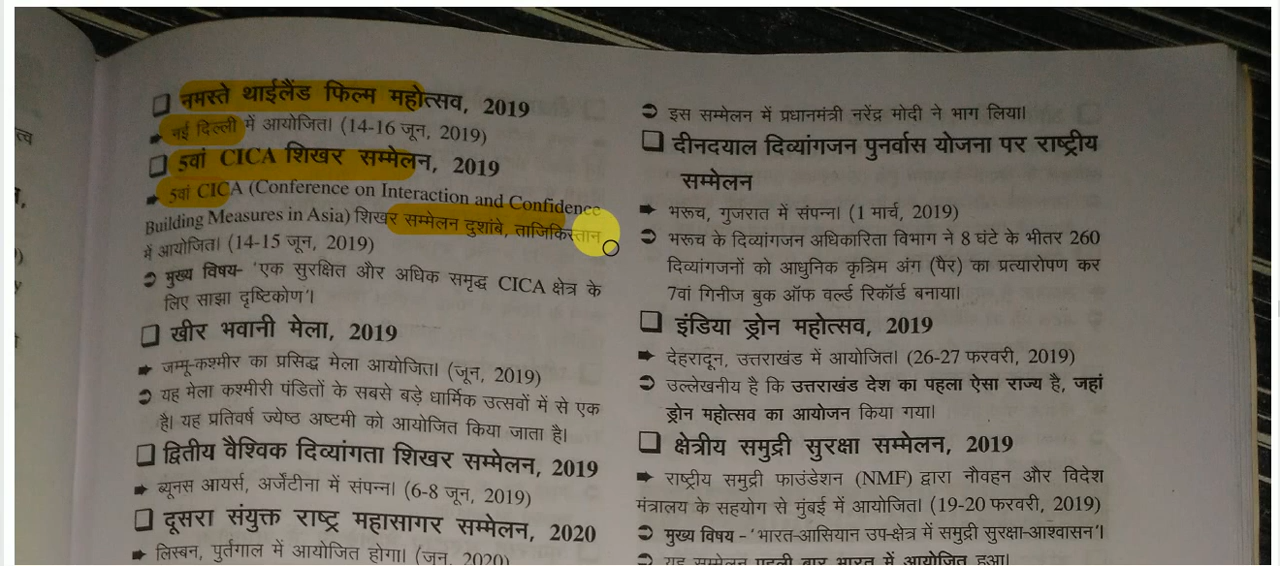 ❑ नमस्ते थाईलैंड फिल्म महोत्सव, 2019
➨ नई दिल्ली में आयोजित। (14-16 जून, 2019)
❑ 5वां CICA शिखर सम्मेलन, 2019
➨ 5वां CICA (Conference on Interaction and Confidence
Building Measures in Asia) शिखर सम्मेलन दुशांबे, ताजिकिस्तान
में आयोजित। (14-15 जून, 2019)
➲ मुख्य विषय- 'एक सुरक्षित और अधिक समृद्ध CICA क्षेत्र के
लिए साझा दृष्टिकोण'।
❑ खीर भवानी मेला, 2019
➨ जम्मू-कश्मीर का प्रसिद्ध मेला आयोजित। (जून, 2019)
➲ यह मेला कश्मीरी पंडितों के सबसे बड़े धार्मिक उत्सवों में से एक
है। यह प्रतिवर्ष ज्येष्ठ अष्टमी को आयोजित किया जाता है।
❑ द्वितीय वैश्विक दिव्यांगता शिखर सम्मेलन, 2019
➨ ब्यूनस आयर्स, अर्जेंटीना में संपन्न। (6-8 जून, 2019)
❑ दूसरा संयुक्त राष्ट्र महासागर सम्मेलन, 2020
➨ लिस्बन, पुर्तगाल में आयोजित होगा। (जून, 2020)
➲ इस सम्मेलन में प्रधानमंत्री नरेंद्र मोदी ने भाग लिया।
❑ दीनदयाल दिव्यांगजन पुनर्वास योजना पर राष्ट्रीय
सम्मेलन
➨ भरूच, गुजरात में संपन्न। (1 मार्च, 2019)
➲ भरूच के दिव्यांगजन अधिकारिता विभाग ने 8 घंटे के भीतर 260
दिव्यांगजनों को आधुनिक कृत्रिम अंग (पैर) का प्रत्यारोपण कर
7वां गिनीज बुक ऑफ वर्ल्ड रिकॉर्ड बनाया।
❑ इंडिया ड्रोन महोत्सव, 2019
➨ देहरादून, उत्तराखंड में आयोजित। (26-27 फरवरी, 2019)
➲ उल्लेखनीय है कि उत्तराखंड देश का पहला ऐसा राज्य है, जहां
ड्रोन महोत्सव का आयोजन किया गया।
❑ क्षेत्रीय समुद्री सुरक्षा सम्मेलन, 2019
➨ राष्ट्रीय समुद्री फाउंडेशन (NMF) द्वारा नौवहन और विदेश
मंत्रालय के सहयोग से मुंबई में आयोजित। (19-20 फरवरी, 2019)
➲ मुख्य विषय - 'भारत-आसियान उप-क्षेत्र में समुद्री सुरक्षा-आश्वासन'।
➲ यह सम्मेलन पहली बार भारत में आयोजित हुआ।